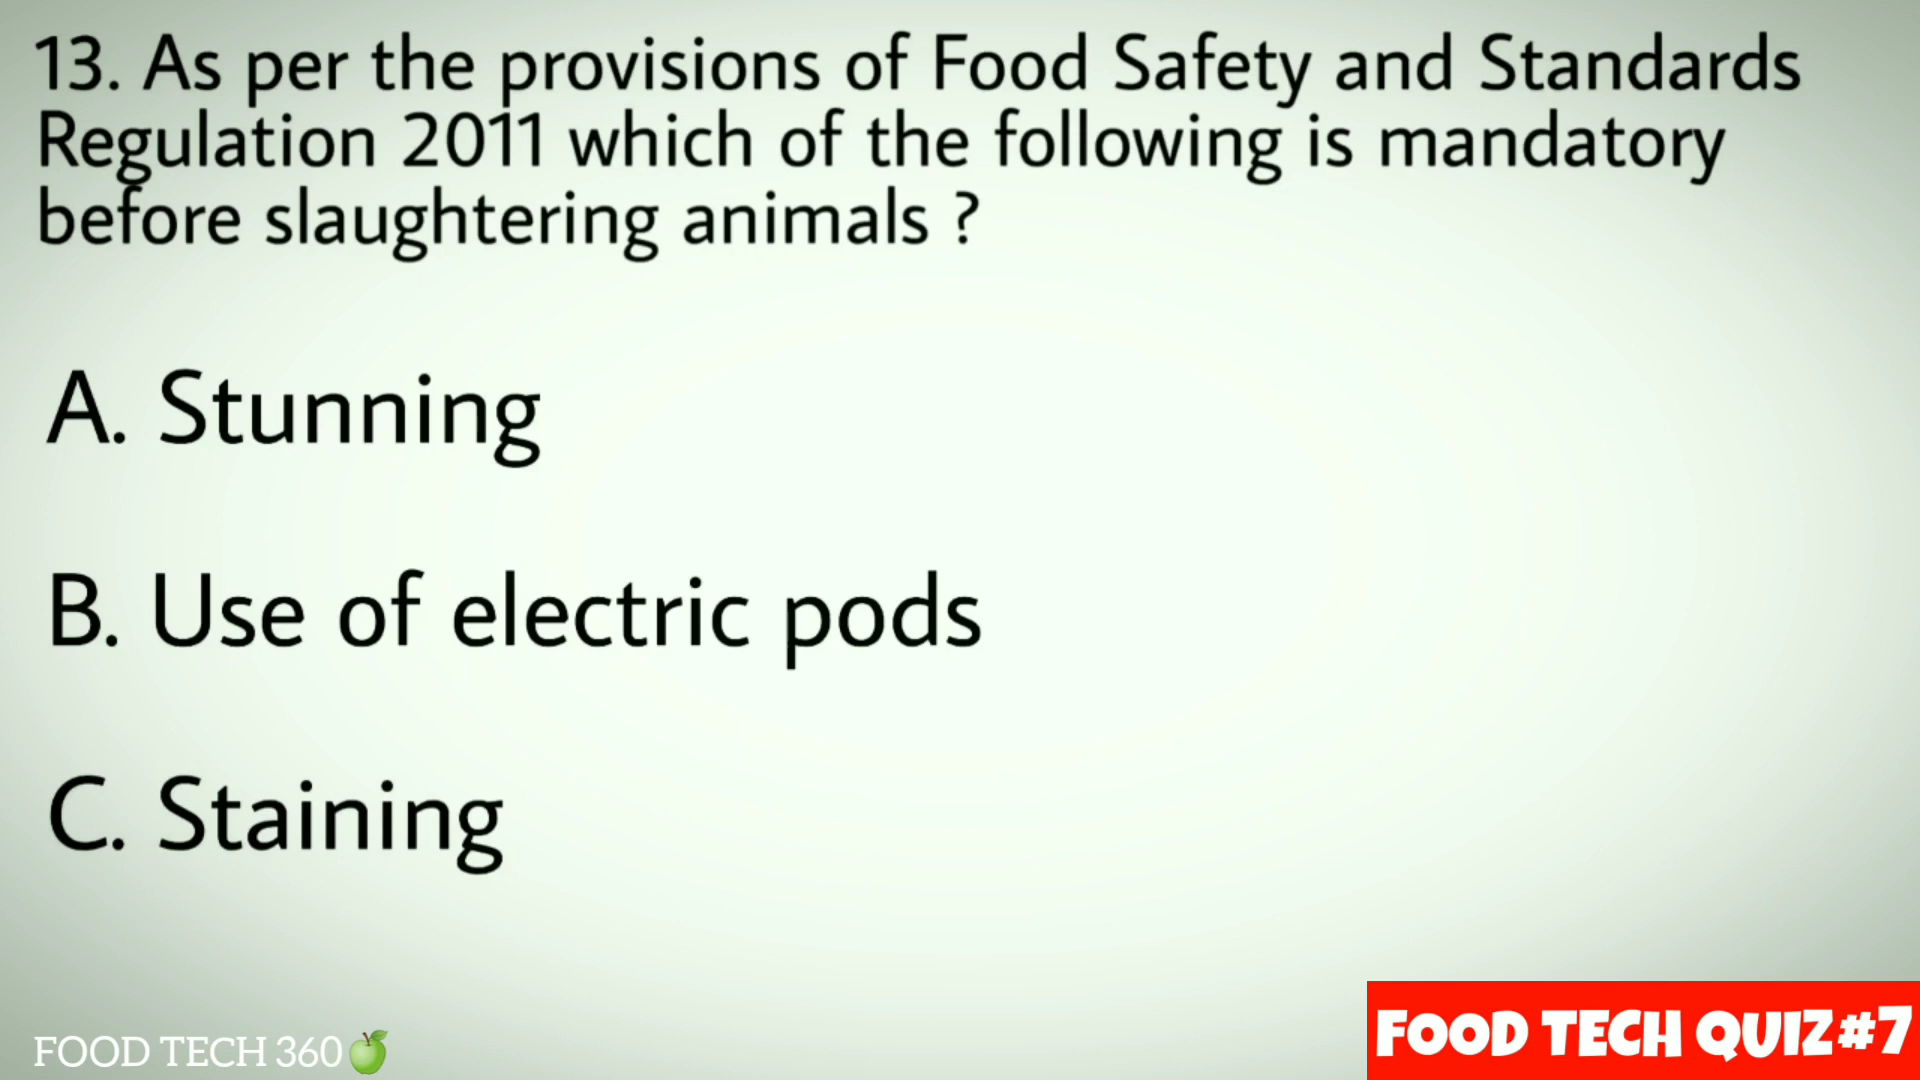 13. As per the provisions of Food Safety and Standards
Regulation 2011 which of the following is mandatory
before slaughtering animals ?
A. Stunning
B. Use of electric pods
C. Staining
FOOD TECH 360
FOOD TECH QUIZ#7